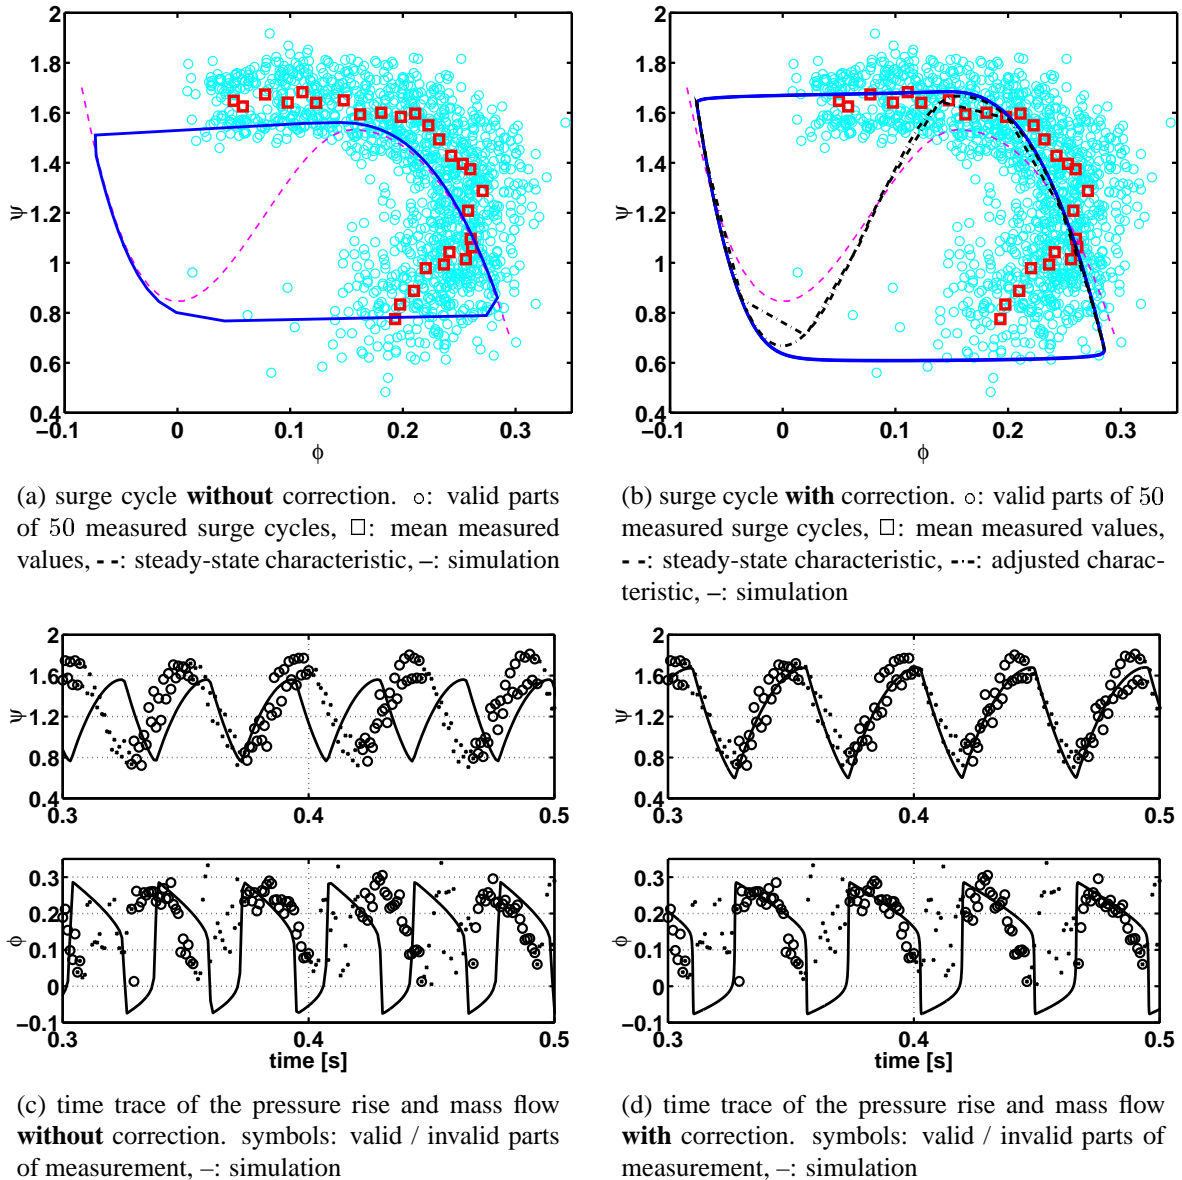 2
1.8
1.6
1.4
1.2
1
0.8
0.6
0.4
ψ
−0.1
0
0.1
0.2
0.3
ϕ
2
1.8
1.6
1.4
1.2
1
0.8
0.6
0.4
ψ
−0.1
0
0.1
0.2
0.3
ϕ
(a) surge cycle without correction. ○: valid parts
of 50 measured surge cycles, □: mean measured
values, - -: steady-state characteristic, –: simulation
(b) surge cycle with correction. ○: valid parts of 50
measured surge cycles, □: mean measured values,
- -: steady-state characteristic, -·-: adjusted charac-
teristic, –: simulation
2
1.6
1.2
0.8
0.4
ψ
0.3
0.4
0.5
2
1.6
1.2
0.8
0.4
ψ
0.3
0.4
0.5
0.3
0.2
0.1
0
−0.1
ϕ
0.3
0.4
0.5
time [s]
0.3
0.2
0.1
0
−0.1
ϕ
0.3
0.4
0.5
time [s]
(c) time trace of the pressure rise and mass flow
without correction. symbols: valid / invalid parts
of measurement, –: simulation
(d) time trace of the pressure rise and mass flow
with correction. symbols: valid / invalid parts of
measurement, –: simulation